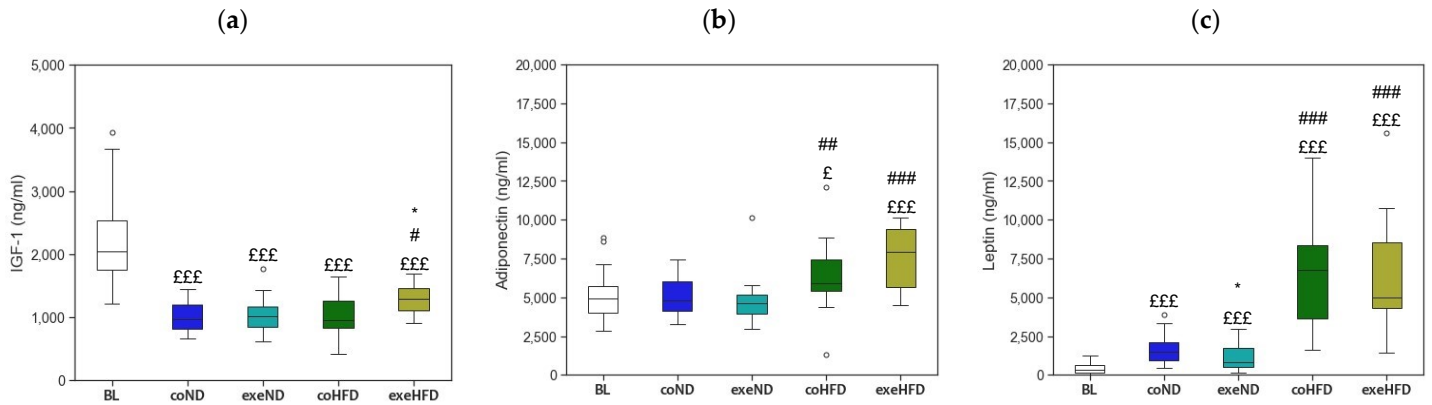 (a)
5,000
4,000
3,000
2,000
1,000
0
IGF-1 (ng/ml)
£££
£££
£££
*
#
£££
BL
coND
exeND
coHFD
exeHFD
(b)
20,000
17,500
15,000
12,500
10,000
7,500
5,000
2,500
0
Adiponectin (ng/ml)
##
£
###
£££
BL
coND
exeND
coHFD
exeHFD
(c)
20,000
17,500
15,000
12,500
10,000
7,500
5,000
2,500
0
Leptin (ng/ml)
£££
*
£££
###
£££
###
£££
BL
coND
exeND
coHFD
exeHFD